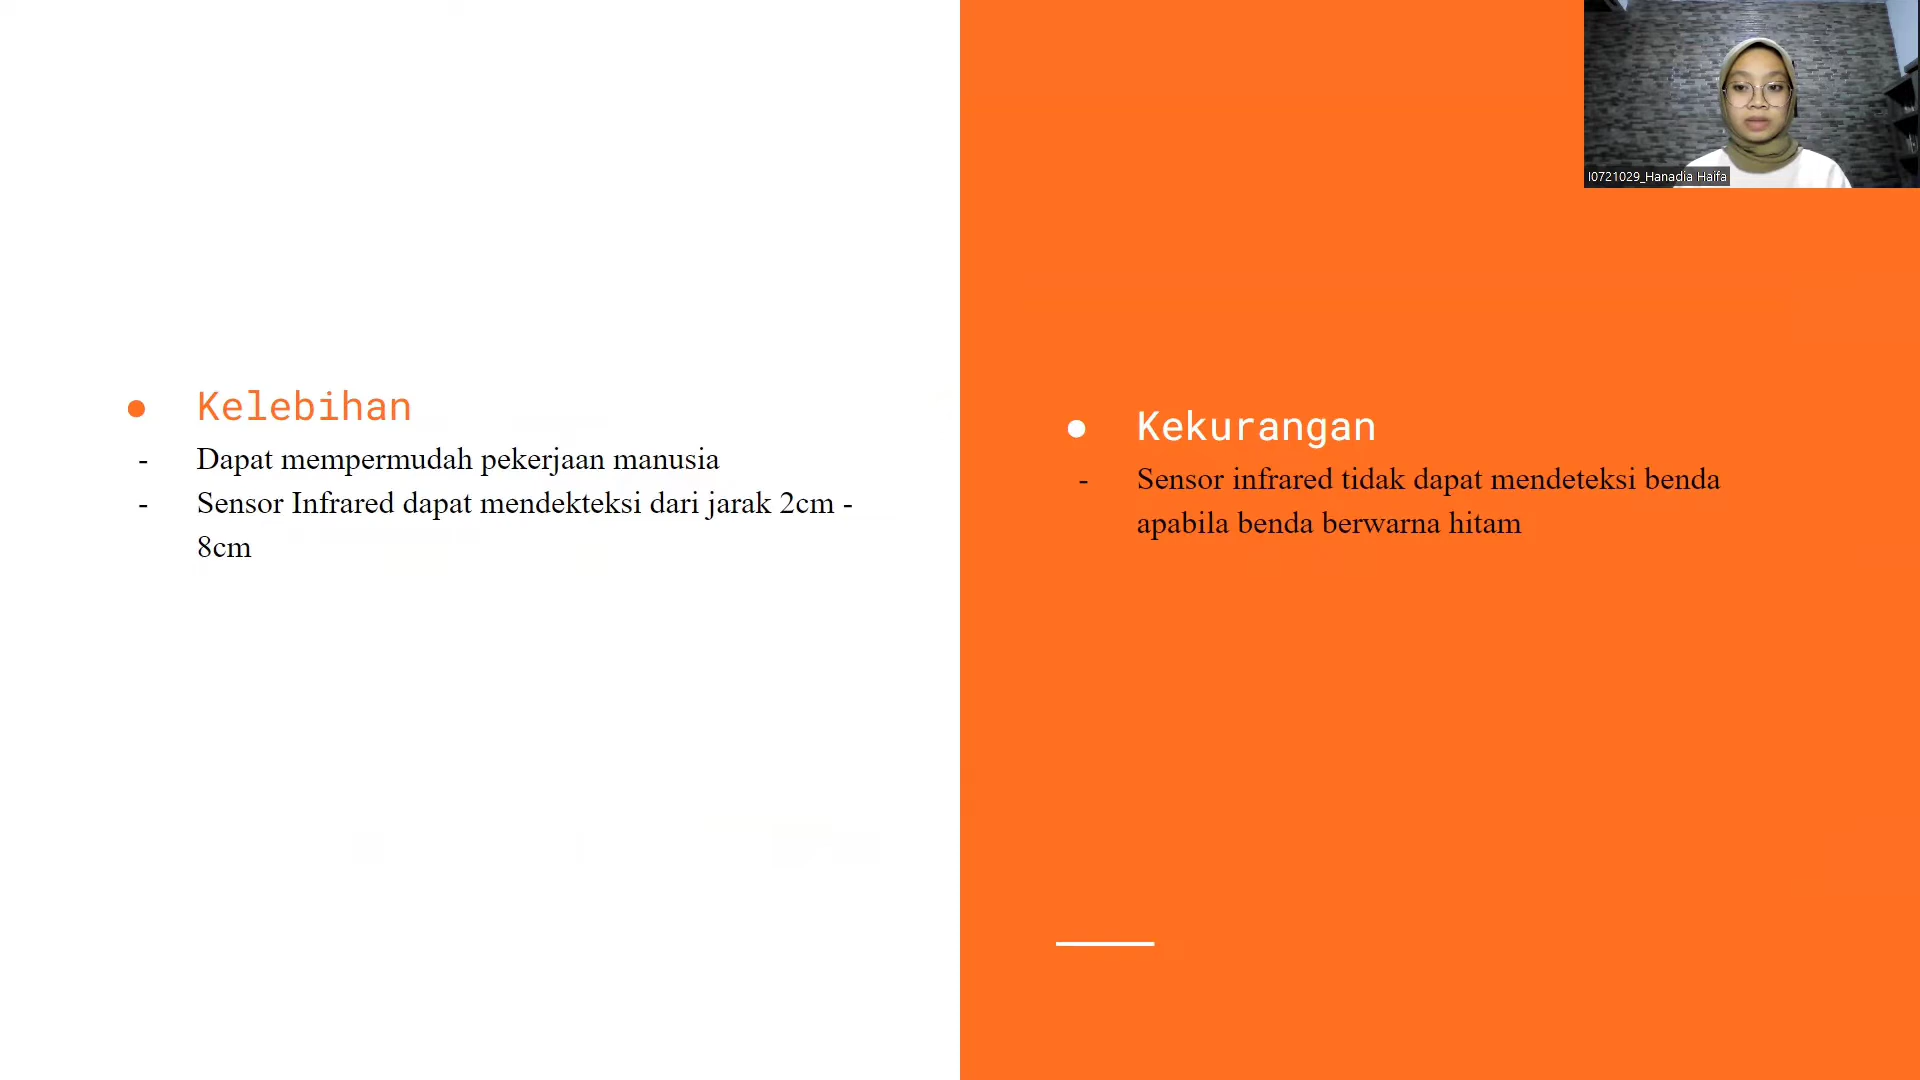 ● Kelebihan
- Dapat mempermudah pekerjaan manusia
- Sensor Infrared dapat mendekteksi dari jarak 2cm -
8cm
● Kekurangan
- Sensor infrared tidak dapat mendeteksi benda
apabila benda berwarna hitam
I0721029_Hanadia Haifa